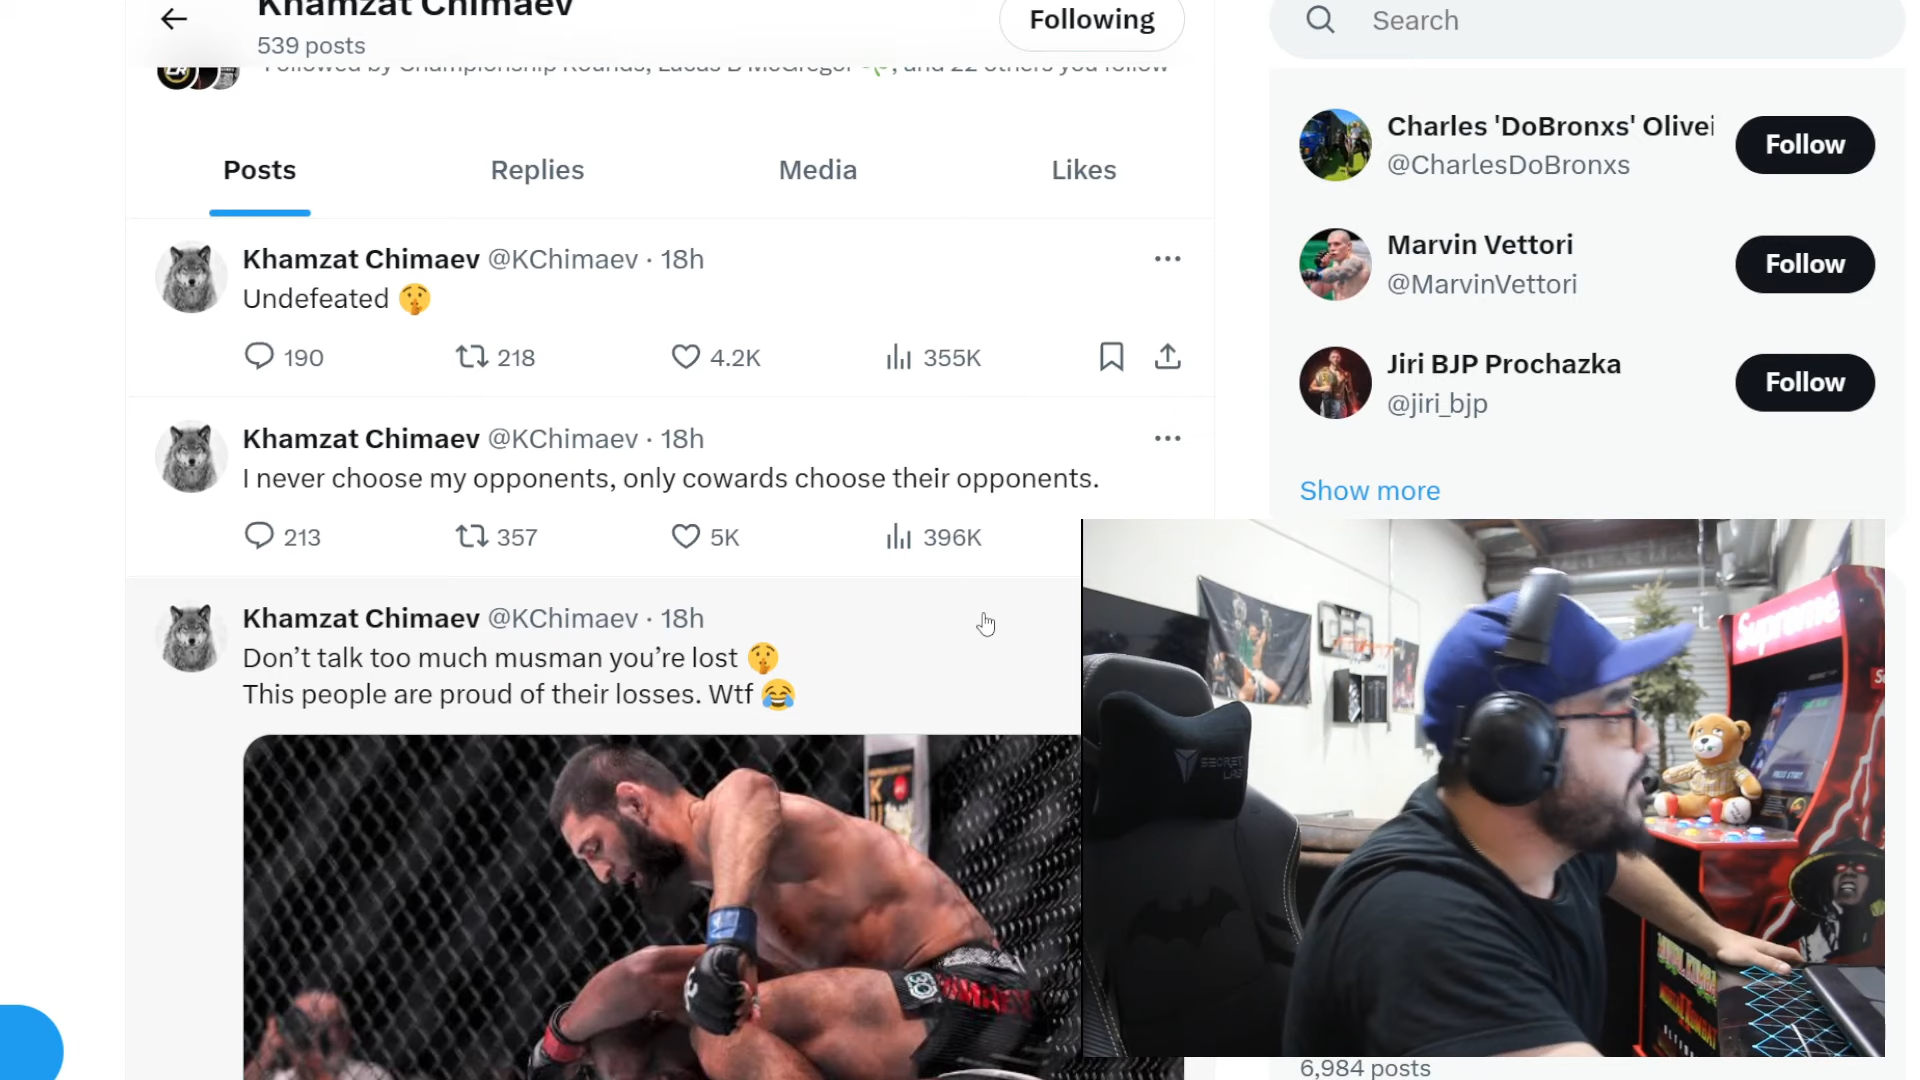 Khamzat Chimaev
539 posts
Following
Search
Followed by Championship Rounds, Lucas B McGregor, and 22 others you follow
Posts
Replies
Media
Likes
Khamzat Chimaev @KChimaev · 18h
Undefeated 🤫
190 218 4.2K 355K
Khamzat Chimaev @KChimaev · 18h
I never choose my opponents, only cowards choose their opponents.
213 357 5K 396K
Khamzat Chimaev @KChimaev · 18h
Don’t talk too much musman you’re lost 🤫
This people are proud of their losses. Wtf 😂
Charles 'DoBronxs' Olivei
@CharlesDoBronxs
Follow
Marvin Vettori
@MarvinVettori
Follow
Jiri BJP Prochazka
@jiri_bjp
Follow
Show more
Supreme
SECRET
LAB
6,984 posts